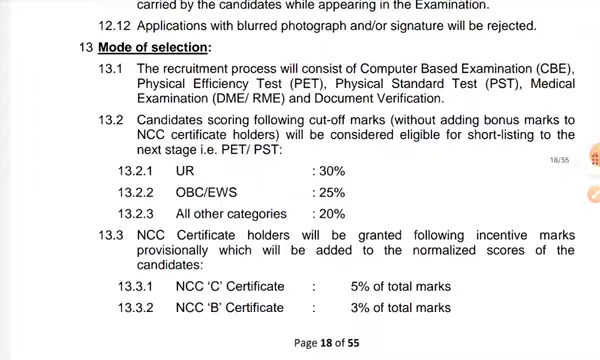 carried by the candidates while appearing in the Examination.
12.12 Applications with blurred photograph and/or signature will be rejected.
13 Mode of selection:
13.1 The recruitment process will consist of Computer Based Examination (CBE),
Physical Efficiency Test (PET), Physical Standard Test (PST), Medical
Examination (DME/ RME) and Document Verification.
13.2 Candidates scoring following cut-off marks (without adding bonus marks to
NCC certificate holders) will be considered eligible for short-listing to the
next stage i.e. PET/ PST:
18/55
13.2.1 UR : 30%
13.2.2 OBC/EWS : 25%
13.2.3 All other categories : 20%
13.3 NCC Certificate holders will be granted following incentive marks
provisionally which will be added to the normalized scores of the
candidates:
13.3.1 NCC ‘C’ Certificate : 5% of total marks
13.3.2 NCC ‘B’ Certificate : 3% of total marks
Page 18 of 55